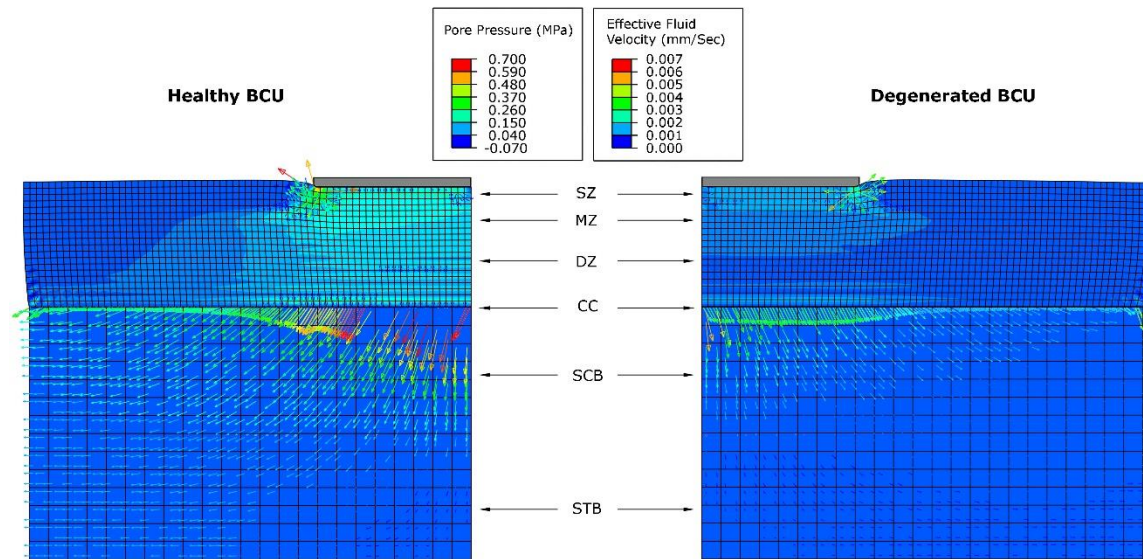 Pore Pressure (MPa)
0.700
0.590
0.480
0.370
0.260
0.150
0.040
-0.070
Effective Fluid
Velocity (mm/Sec)
0.007
0.006
0.005
0.004
0.003
0.002
0.001
0.000
Healthy BCU
Degenerated BCU
SZ
MZ
DZ
CC
SCB
STB